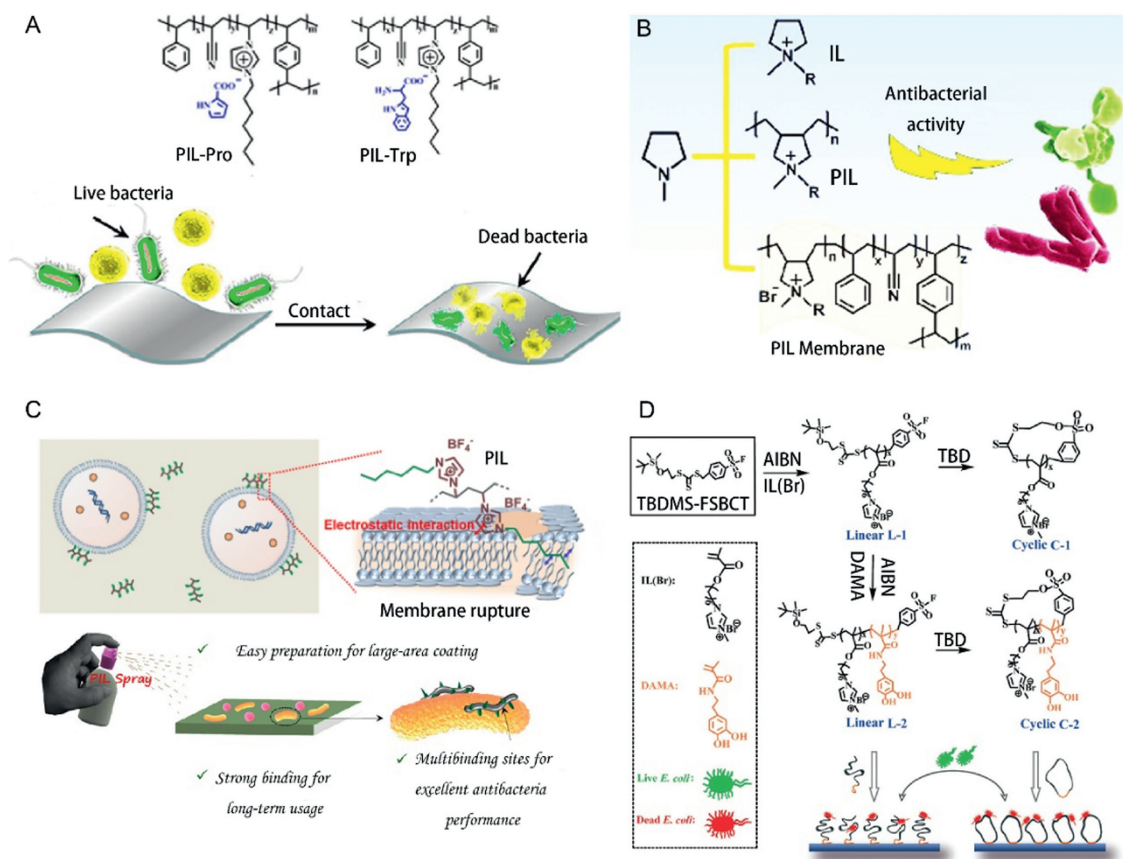 A
PIL-Pro
PIL-Trp
Live bacteria
Dead bacteria
Contact
B
IL
PIL
PIL Membrane
Antibacterial
activity
C
BF₄⁻
PIL
BF₄⁻
Electrostatic Interaction
Membrane rupture
PIL Spray
✓ Easy preparation for large-area coating
✓ Strong binding for
long-term usage
✓ Multibinding sites for
excellent antibacteria
performance
D
TBDMS-FSBCT
AIBN
IL(Br)
Linear L-1
TBD
Cyclic C-1
AIBN
DAMA
Linear L-2
TBD
Cyclic C-2
IL(Br):
DAMA:
Live E. coli:
Dead E. coli: